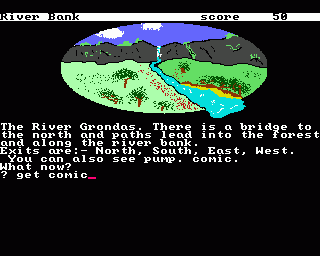 River Bank score 50
The River Grondas. There is a bridge to
the north and paths lead into the forest
and along the river bank.
Exits are:- North, South, East, West.
You can also see pump. comic.
What now?
? get comic